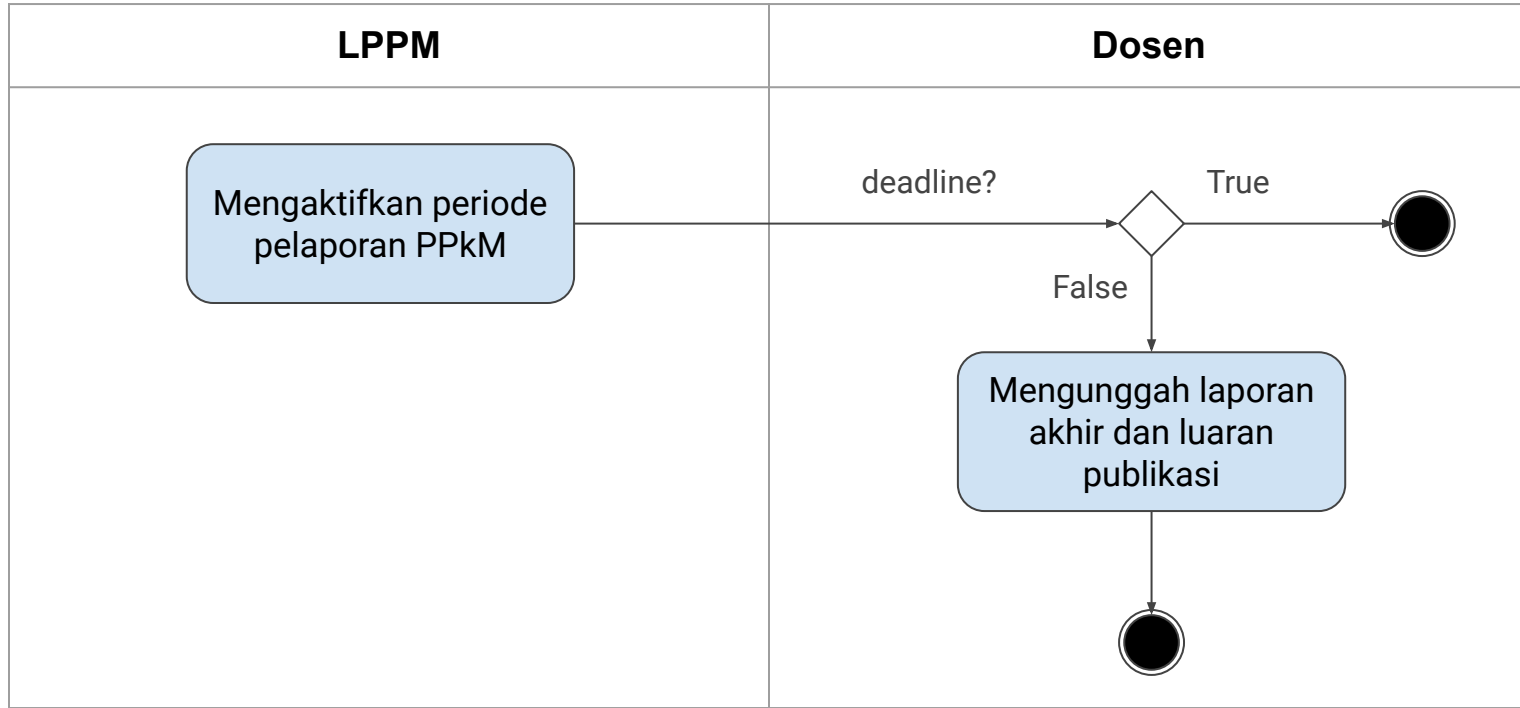 LPPM
Dosen
Mengaktifkan periode
pelaporan PPkM
deadline?
True
False
Mengunggah laporan
akhir dan luaran
publikasi